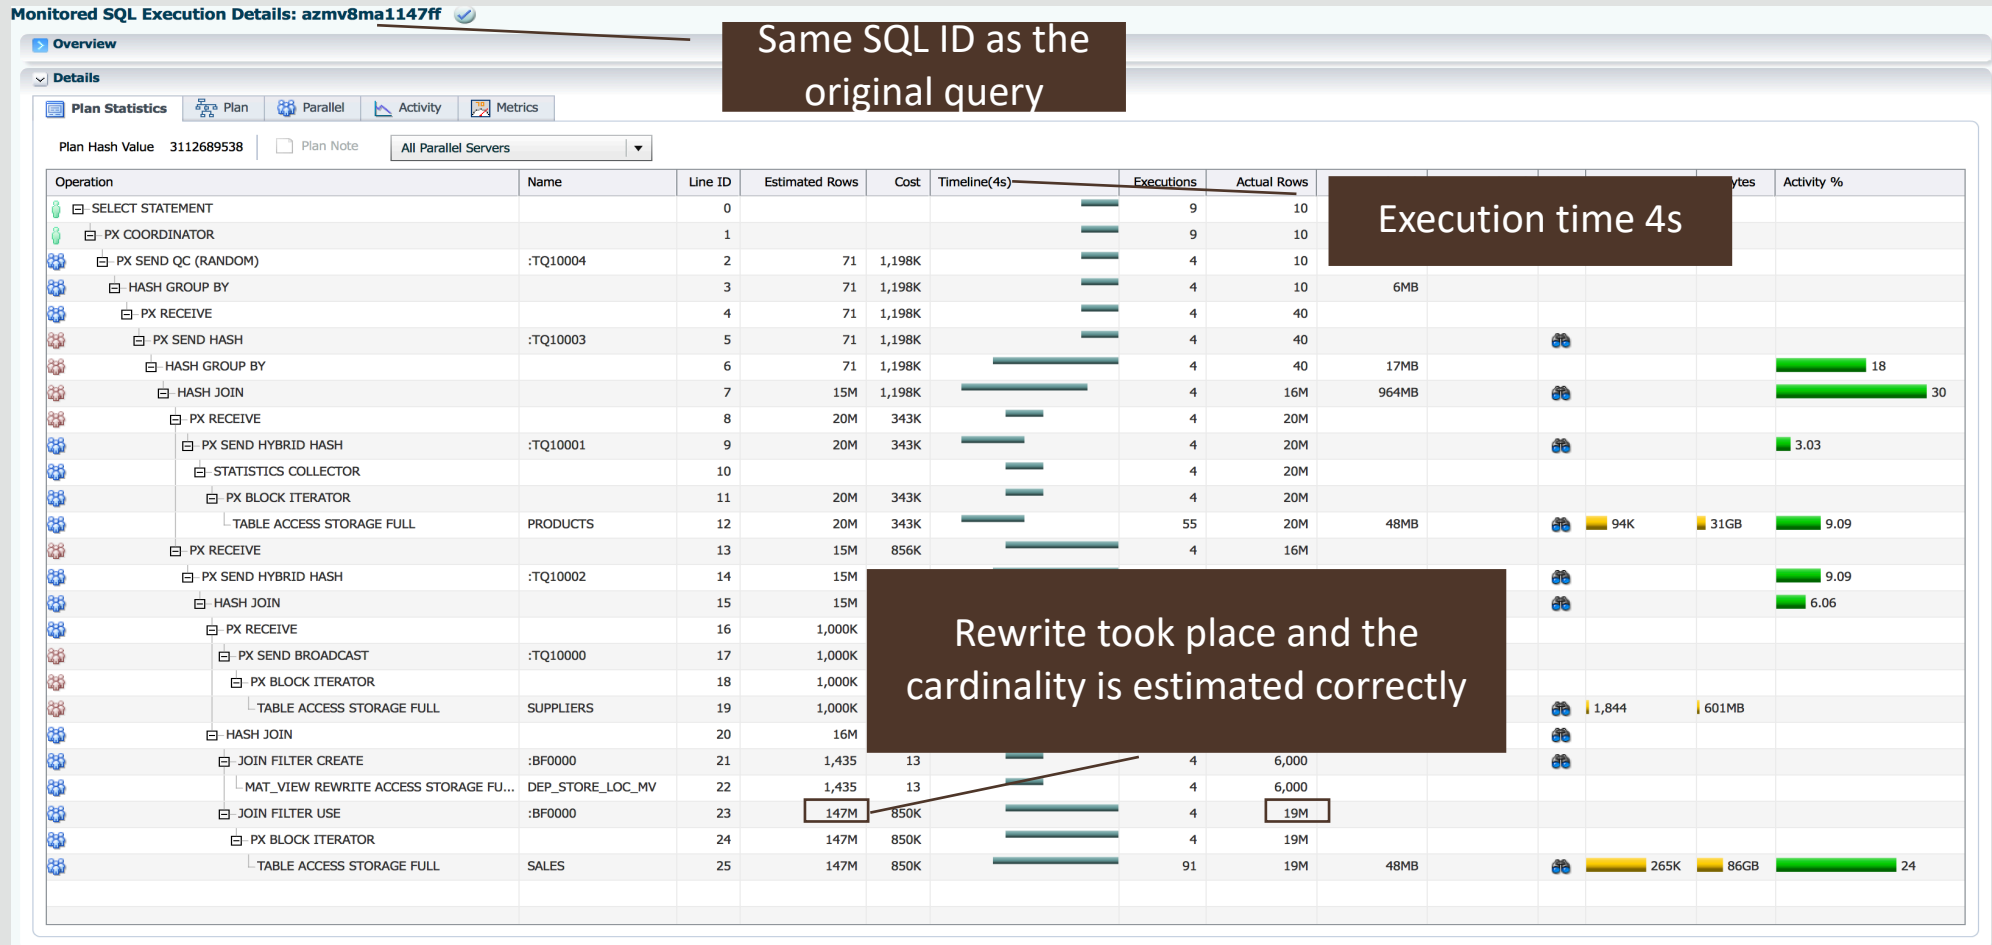 Monitored SQL Execution Details: azmv8ma1147ff
Same SQL ID as the
original query
Overview
Details
Plan Statistics Plan Parallel Activity Metrics
Plan Hash Value 3112689538 Plan Note All Parallel Servers
Operation Name Line ID Estimated Rows Cost Timeline(4s) Executions Actual Rows ytes Activity %
Execution time 4s
SELECT STATEMENT 0 9 10
PX COORDINATOR 1 9 10
PX SEND QC (RANDOM) :TQ10004 2 71 1,198K 4 10
HASH GROUP BY 3 71 1,198K 4 10 6MB
PX RECEIVE 4 71 1,198K 4 40
PX SEND HASH :TQ10003 5 71 1,198K 4 40
HASH GROUP BY 6 71 1,198K 4 40 17MB 18
HASH JOIN 7 15M 1,198K 4 16M 964MB 30
PX RECEIVE 8 20M 343K 4 20M
PX SEND HYBRID HASH :TQ10001 9 20M 343K 4 20M 3.03
STATISTICS COLLECTOR 10 4 20M
PX BLOCK ITERATOR 11 20M 343K 4 20M
TABLE ACCESS STORAGE FULL PRODUCTS 12 20M 343K 55 20M 48MB 94K 31GB 9.09
PX RECEIVE 13 15M 856K 4 16M
PX SEND HYBRID HASH :TQ10002 14 15M 9.09
HASH JOIN 15 15M 6.06
PX RECEIVE 16 1,000K
PX SEND BROADCAST :TQ10000 17 1,000K
PX BLOCK ITERATOR 18 1,000K
TABLE ACCESS STORAGE FULL SUPPLIERS 19 1,000K 1,844 601MB
HASH JOIN 20 16M
Rewrite took place and the
cardinality is estimated correctly
JOIN FILTER CREATE :BF0000 21 1,435 13 4 6,000
MAT_VIEW REWRITE ACCESS STORAGE FU... DEP_STORE_LOC_MV 22 1,435 13 4 6,000
JOIN FILTER USE :BF0000 23 147M 850K 4 19M
PX BLOCK ITERATOR 24 147M 850K 4 19M
TABLE ACCESS STORAGE FULL SALES 25 147M 850K 91 19M 48MB 265K 86GB 24